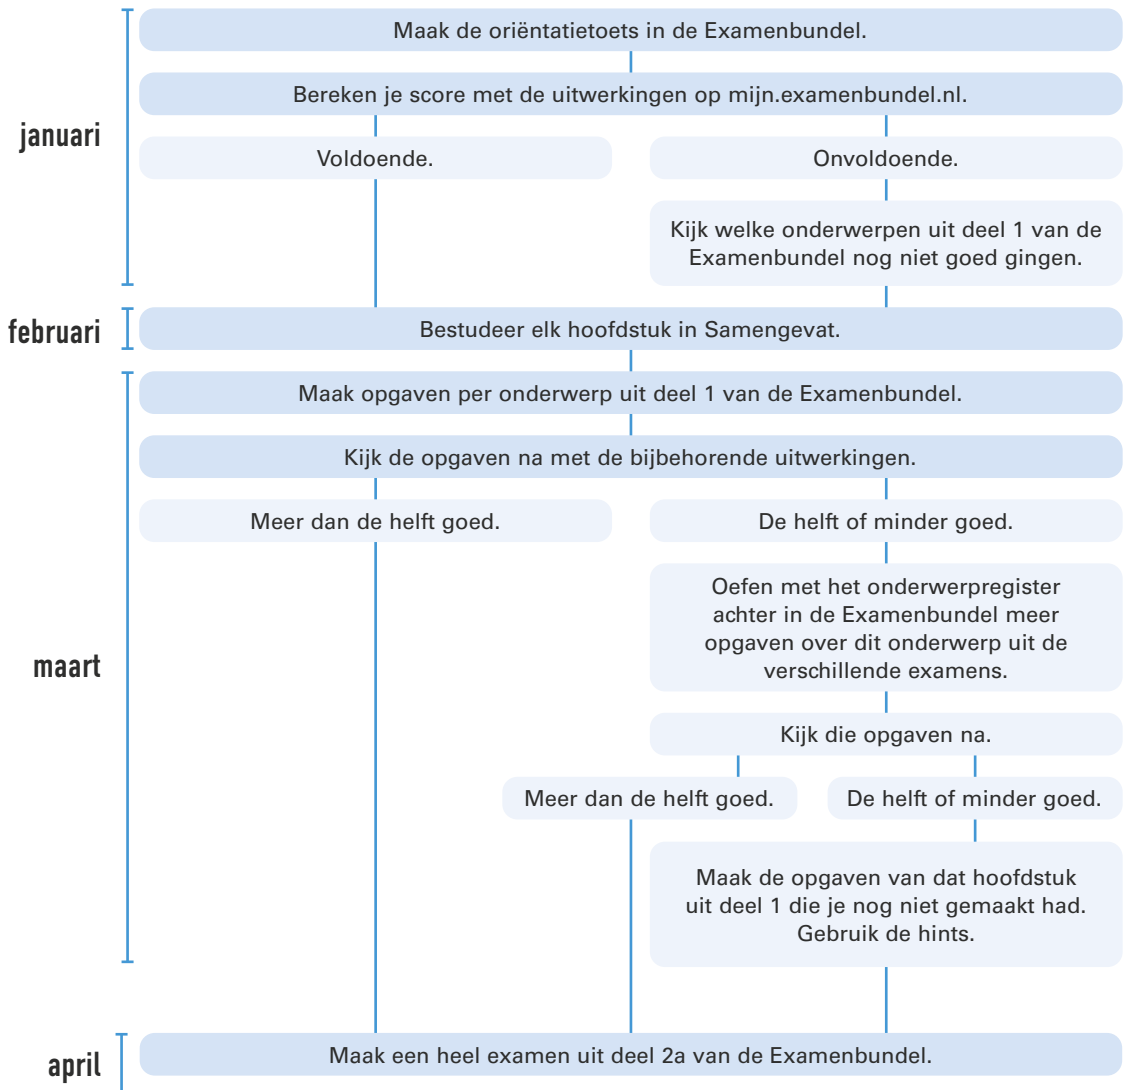 januari
Maak de oriëntatietoets in de Examenbundel.
Bereken je score met de uitwerkingen op mijn.examenbundel.nl.
Voldoende.
Onvoldoende.
Kijk welke onderwerpen uit deel 1 van de
Examenbundel nog niet goed gingen.
februari
Bestudeer elk hoofdstuk in Samengevat.
maart
Maak opgaven per onderwerp uit deel 1 van de Examenbundel.
Kijk de opgaven na met de bijbehorende uitwerkingen.
Meer dan de helft goed.
De helft of minder goed.
Oefen met het onderwerpregister
achter in de Examenbundel meer
opgaven over dit onderwerp uit de
verschillende examens.
Kijk die opgaven na.
Meer dan de helft goed.
De helft of minder goed.
Maak de opgaven van dat hoofdstuk
uit deel 1 die je nog niet gemaakt had.
Gebruik de hints.
april
Maak een heel examen uit deel 2a van de Examenbundel.